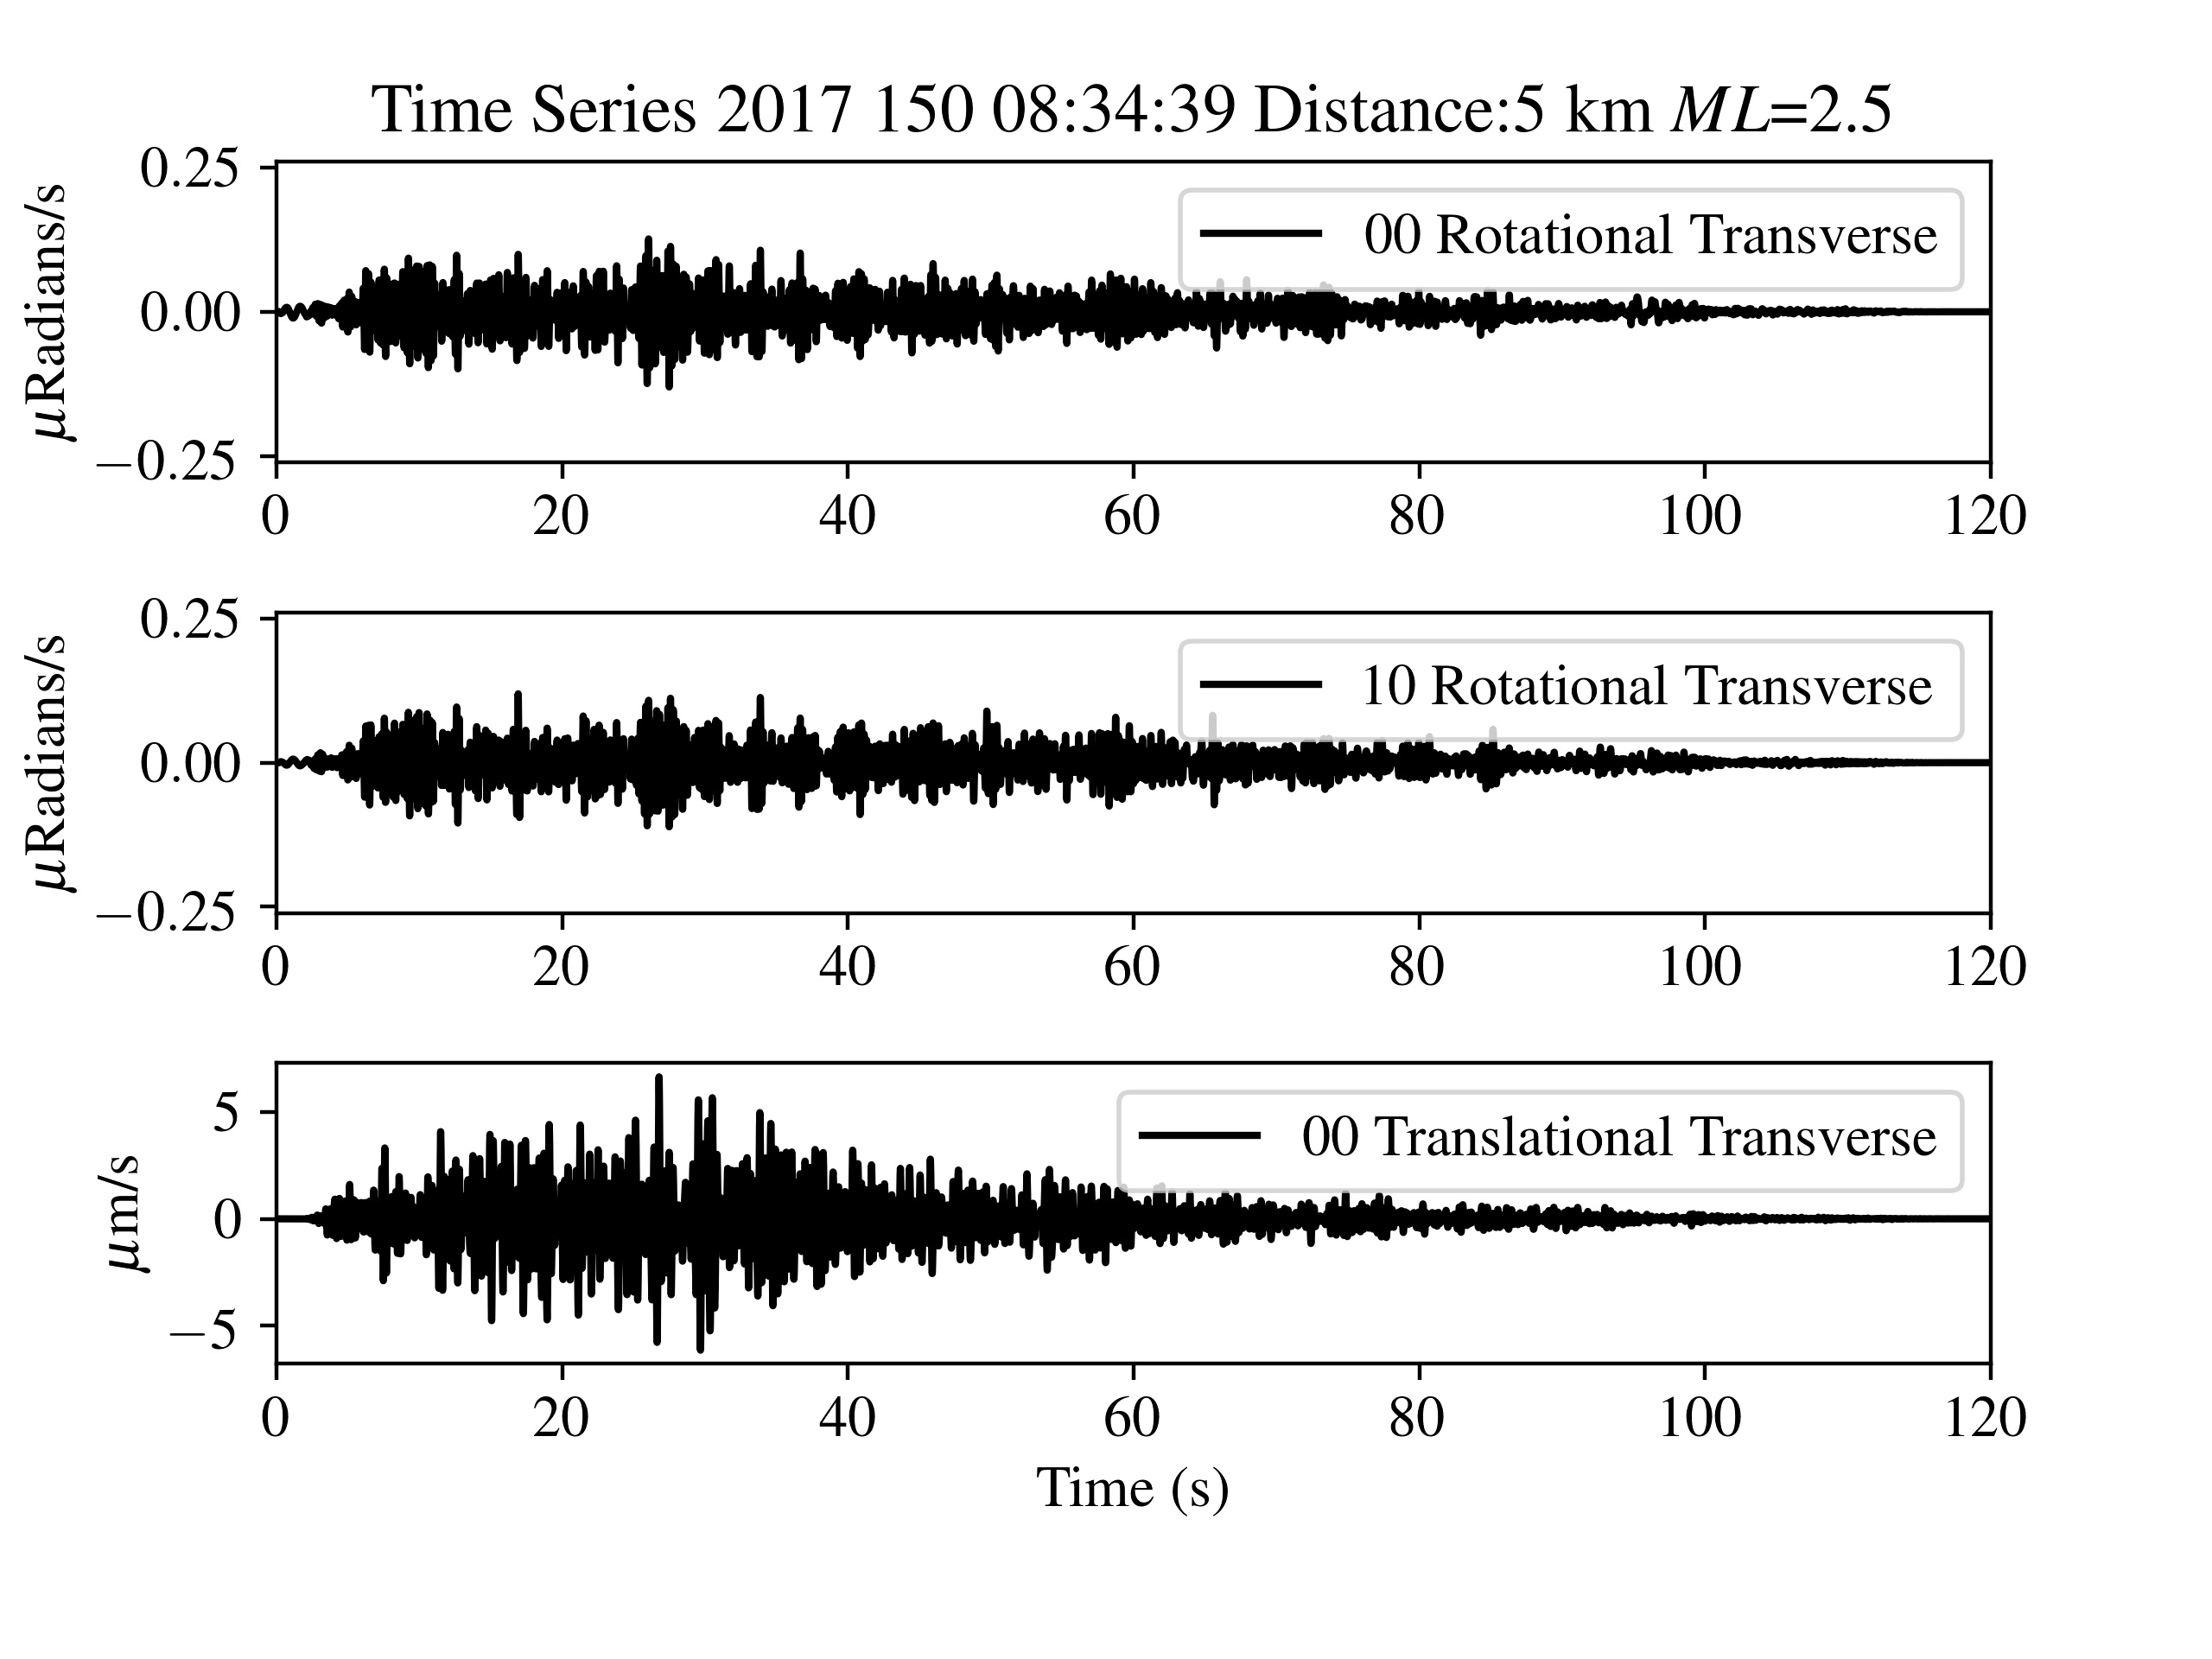 Time Series 2017 150 08:34:39 Distance:5 km ML=2.5
0.25
00 Rotational Transverse
μRadians/s
0.00
−0.25
0 20 40 60 80 100 120
0.25
10 Rotational Transverse
μRadians/s
0.00
−0.25
0 20 40 60 80 100 120
5
00 Translational Transverse
μm/s
0
−5
0 20 40 60 80 100 120
Time (s)